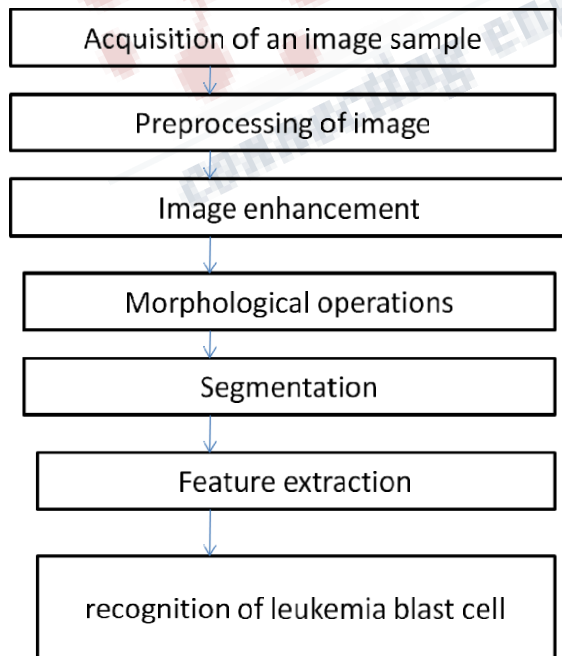 Acquisition of an image sample
Preprocessing of image
Image enhancement
Morphological operations
Segmentation
Feature extraction
recognition of leukemia blast cell